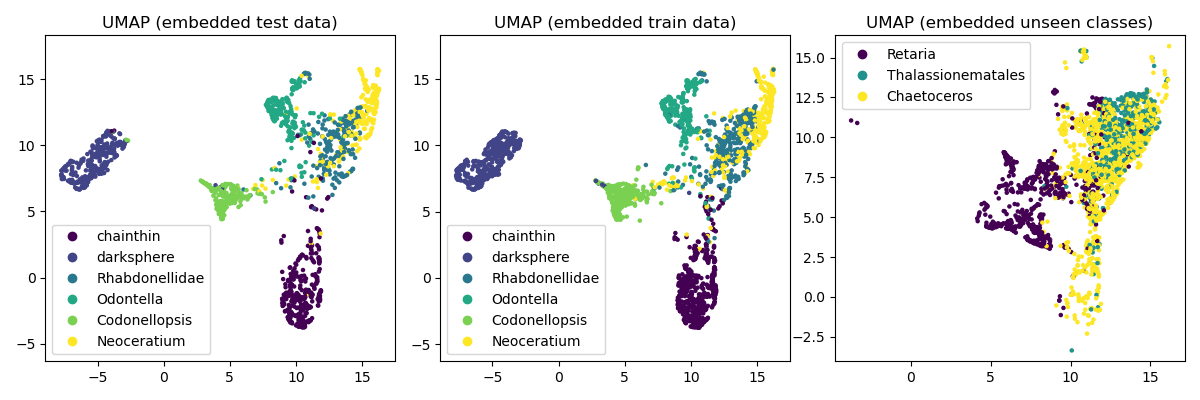 UMAP (embedded test data)
15
10
5
0
−5
chainthin
darksphere
Rhabdonellidae
Odontella
Codonellopsis
Neoceratium
−5
0
5
10
15
UMAP (embedded train data)
15
10
5
0
−5
chainthin
darksphere
Rhabdonellidae
Odontella
Codonellopsis
Neoceratium
−5
0
5
10
15
UMAP (embedded unseen classes)
15.0
12.5
10.0
7.5
5.0
2.5
0.0
−2.5
Retaria
Thalassionematales
Chaetoceros
0
5
10
15